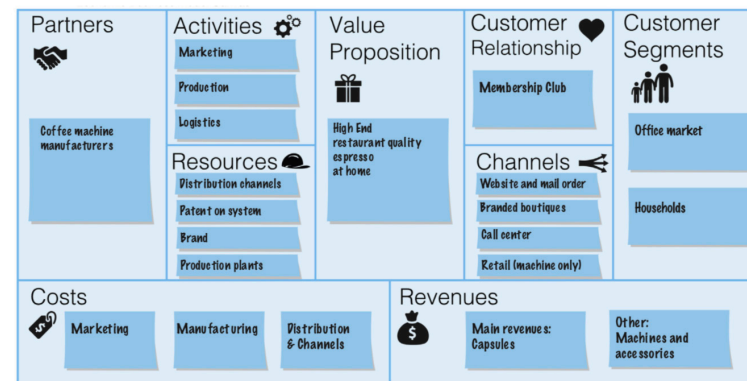 Partners
Coffee machine
manufacturers
Activities
Marketing
Production
Logistics
Resources
Distribution channels
Patent on system
Brand
Production plants
Value
Proposition
High End
restaurant quality
espresso
at home
Customer
Relationship
Membership Club
Channels
Website and mail order
Branded boutiques
Call center
Retail (machine only)
Customer
Segments
Office market
Households
Costs
$
Marketing
Manufacturing
Distribution
& Channels
Revenues
$
Main revenues:
Capsules
Other:
Machines and
accessories